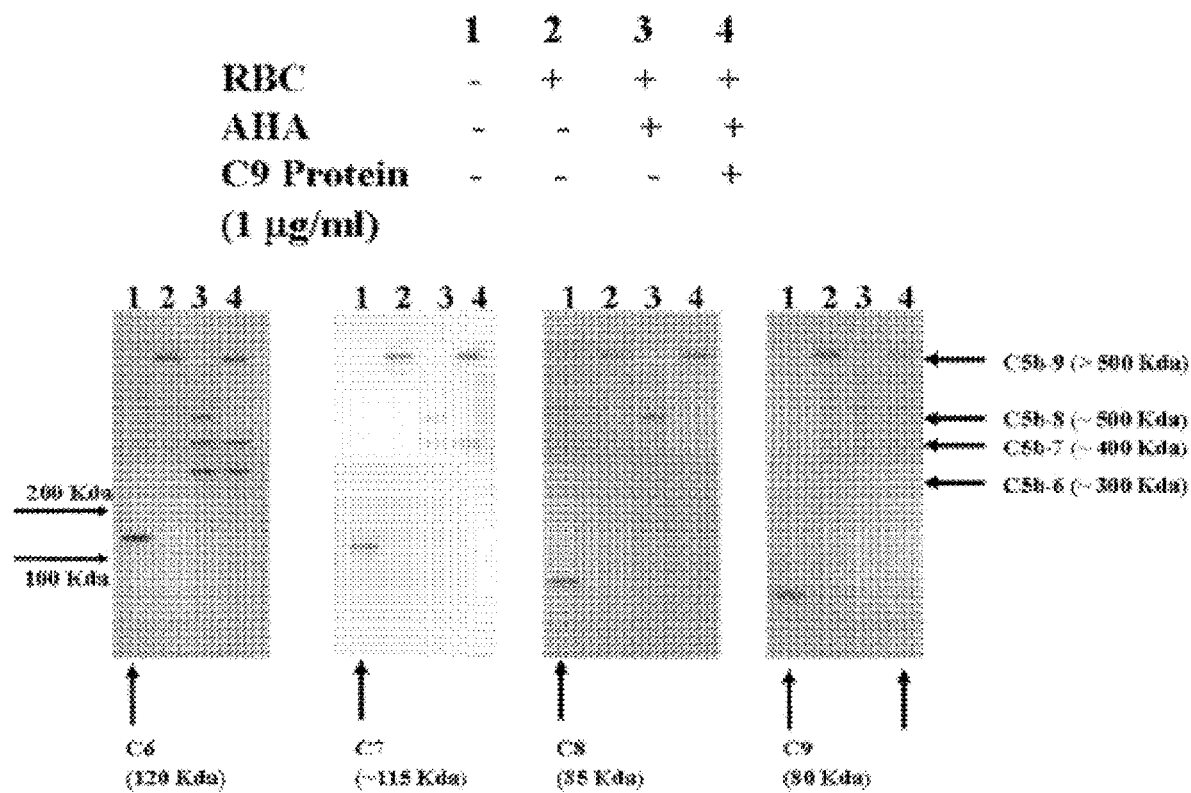 1 2 3 4
RBC - + + +
AHA - - + +
C9 Protein - - - +
(1 µg/ml)
1 2 3 4 1 2 3 4 1 2 3 4 1 2 3 4
C5b-9 (> 500 Kda)
C5b-8 (~ 500 Kda)
C5b-7 (~ 400 Kda)
C5b-6 (~ 300 Kda)
200 Kda
100 Kda
C6 C7 C8 C9
(120 Kda) (~115 Kda) (85 Kda) (80 Kda)